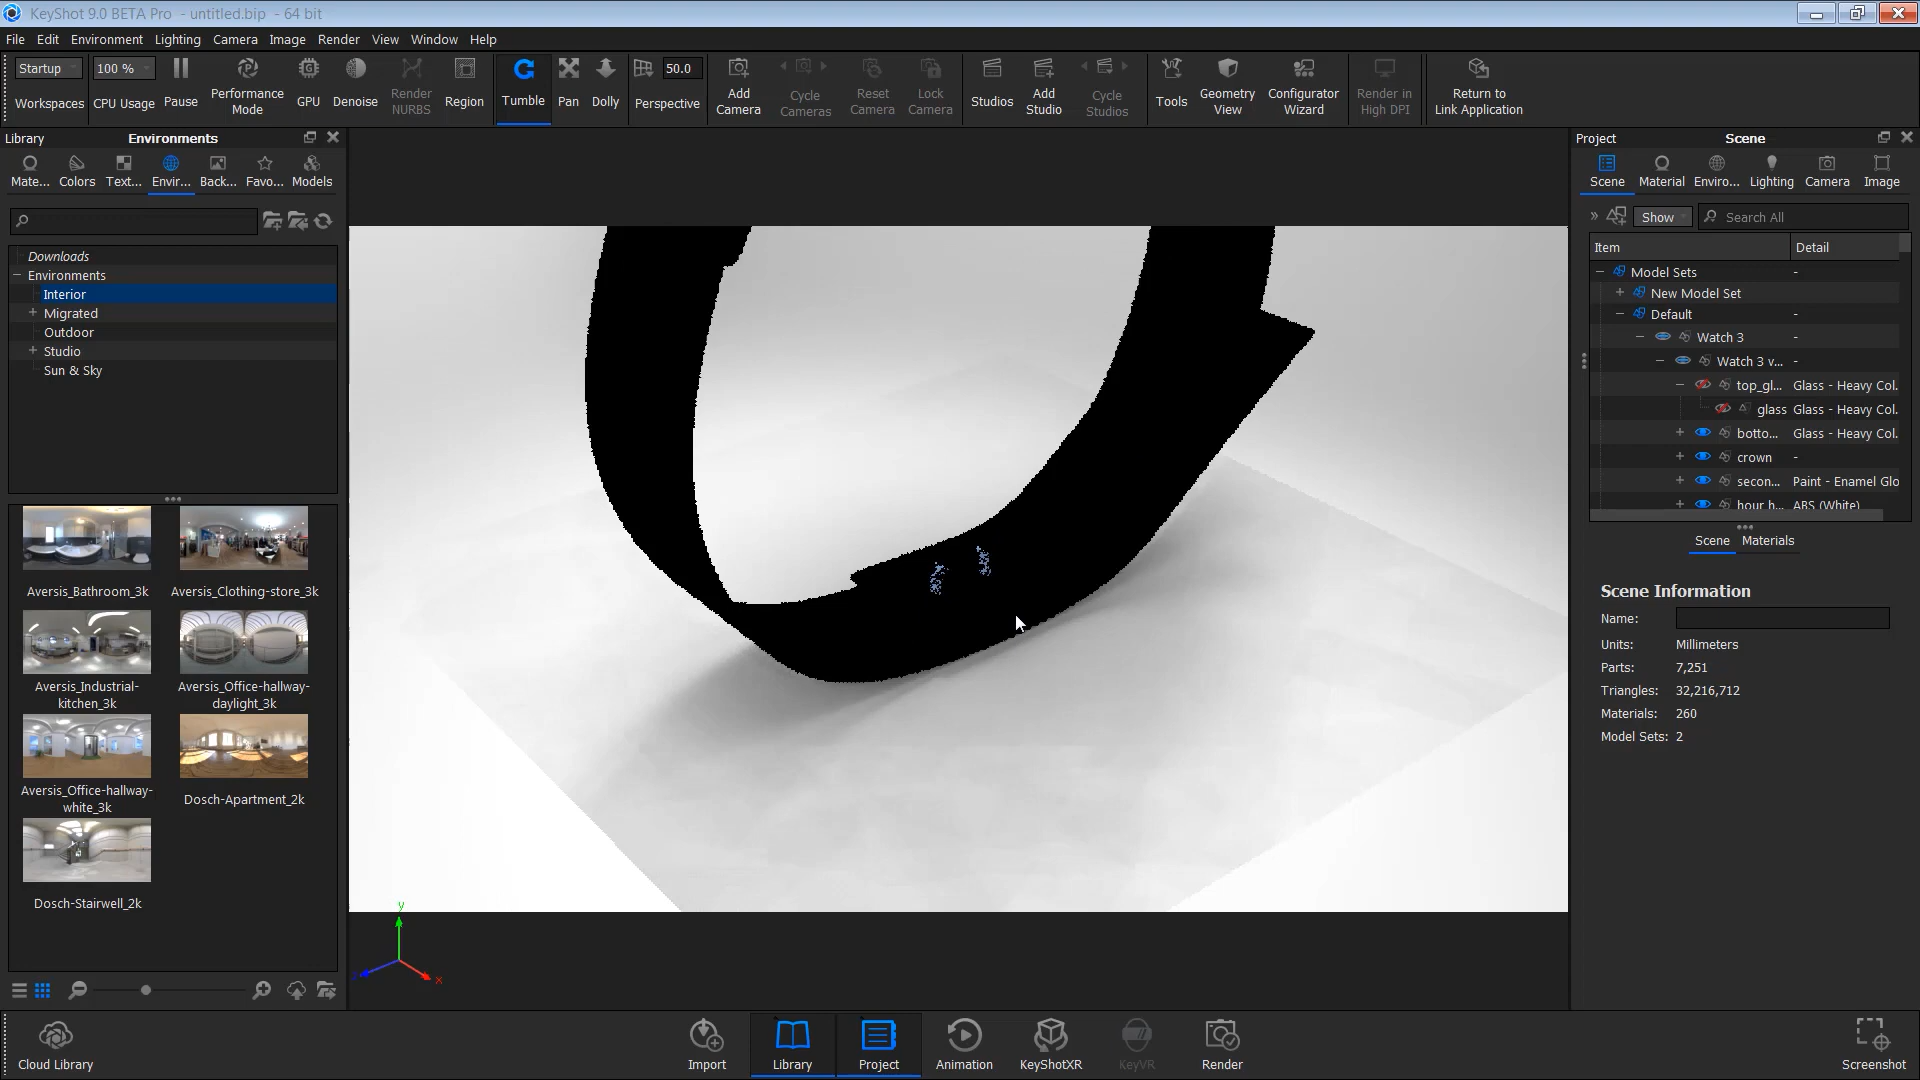 KeyShot 9.0 BETA Pro - untitled.bip - 64 bit
File Edit Environment Lighting Camera Image Render View Window Help
Startup 100 % 50.0
Workspaces CPU Usage Pause Performance Mode GPU Denoise Render NURBS Region Tumble Pan Dolly Perspective Add Camera Cycle Cameras Reset Camera Lock Camera Studios Add Studio Cycle Studios Tools Geometry View Configurator Wizard Render in High DPI Return to Link Application
Library Environments
Mate... Colors Text... Envir... Back... Favo... Models
Downloads
Environments
Interior
Migrated
Outdoor
Studio
Sun & Sky
Aversis_Bathroom_3k Aversis_Clothing-store_3k
Aversis_Industrial-kitchen_3k Aversis_Office-hallway-daylight_3k
Aversis_Office-hallway-white_3k Dosch-Apartment_2k
Dosch-Stairwell_2k
y
x
Project Scene
Scene Material Enviro... Lighting Camera Image
Show Search All
Item Detail
Model Sets -
New Model Set
Default -
Watch 3 -
Watch 3 v... -
top_gl... Glass - Heavy Col.
glass Glass - Heavy Col.
botto... Glass - Heavy Col.
crown -
secon... Paint - Enamel Glo
hour h... ABS (White)
Scene Materials
Scene Information
Name:
Units: Millimeters
Parts: 7,251
Triangles: 32,216,712
Materials: 260
Model Sets: 2
Cloud Library Import Library Project Animation KeyShotXR KeyVR Render Screenshot